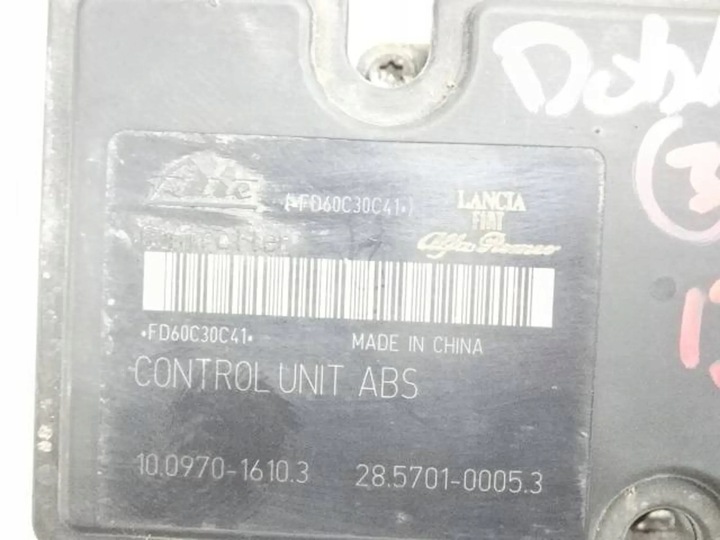 Ate (•FD60C30C41•) LANCIA
FIAT
Alfa Romeo
•FD60C30C41• MADE IN CHINA
CONTROL UNIT ABS
10.0970-1610.3 28.5701-0005.3